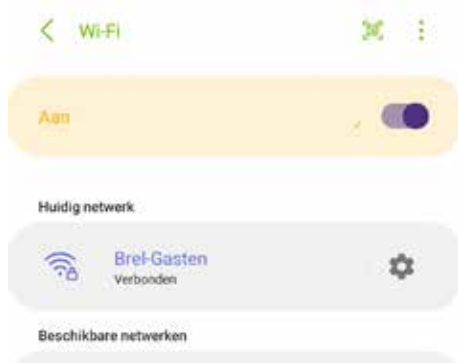 Wi-Fi
Aan
Huidig netwerk
Brel-Gasten
Verbonden
Beschikbare netwerken